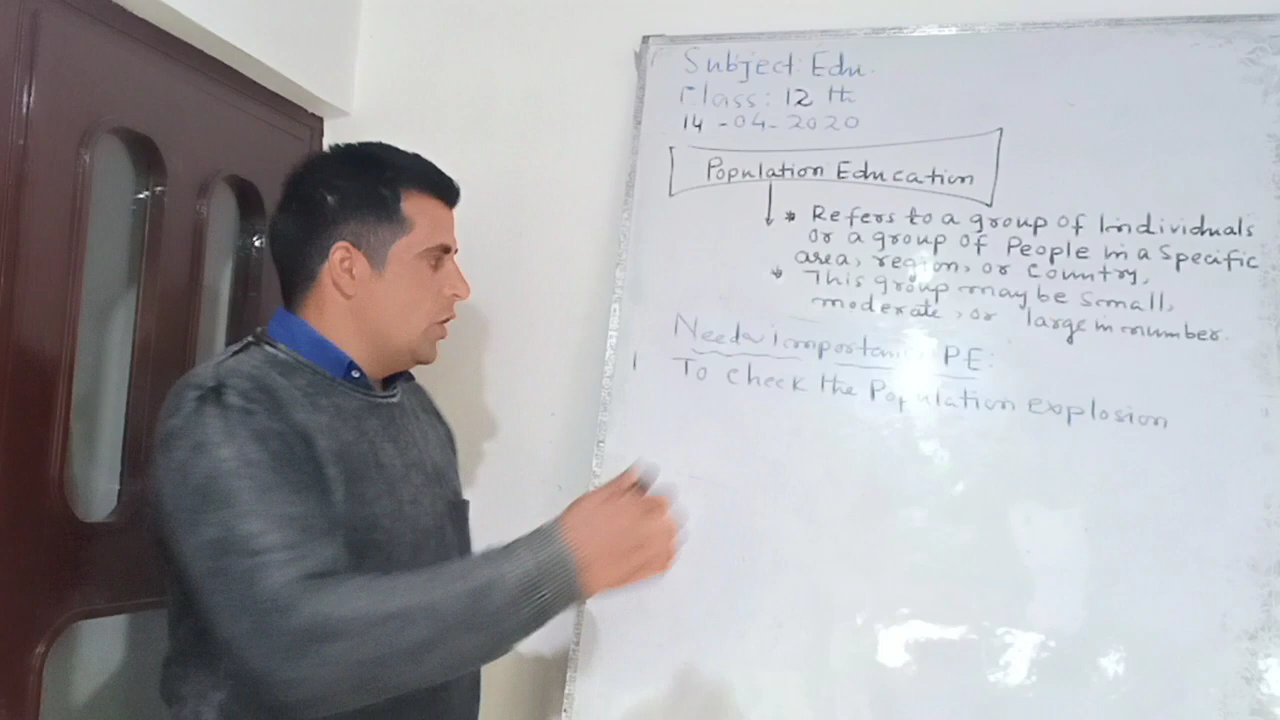 Subject: Edu.
Class: 12 th
14-04-2020
Population Education
* Refers to a group of Individuals
or a group of People in a Specific
area, region, or Country,
* This group may be small,
moderate, or large in number.
Need importan PE:
1 To check the Population explosion